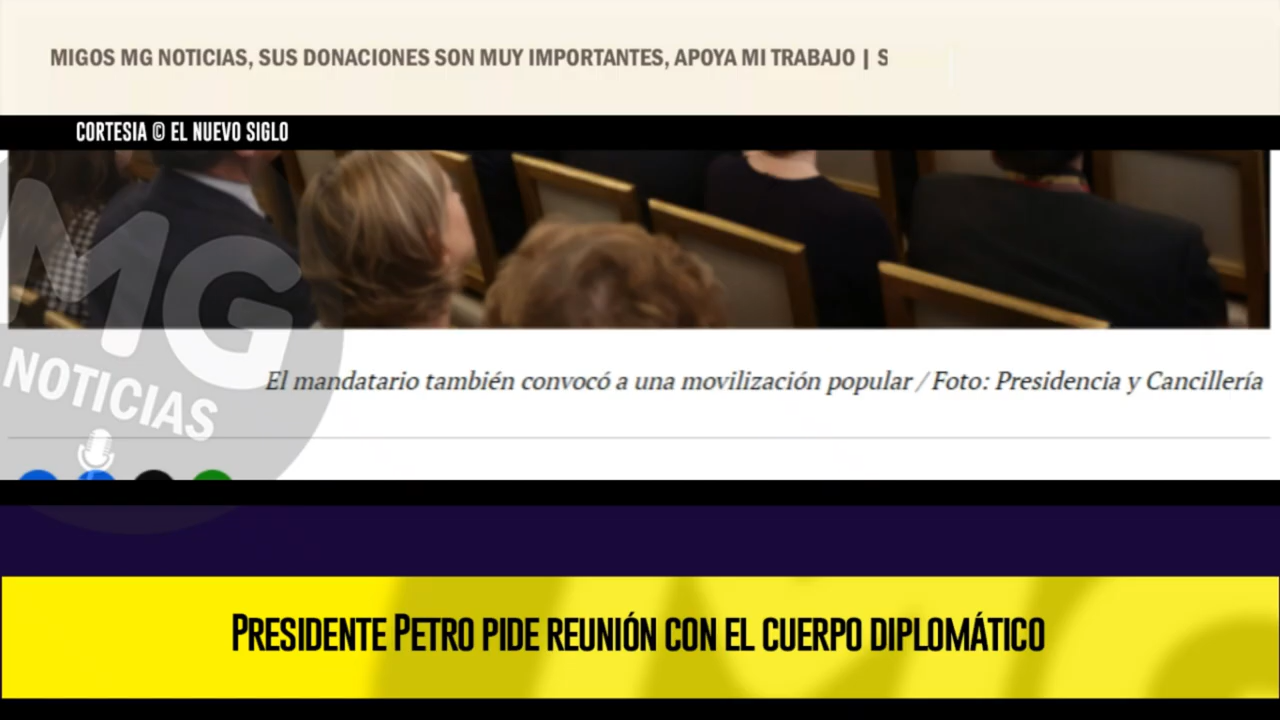 MIGOS MG NOTICIAS, SUS DONACIONES SON MUY IMPORTANTES, APOYA MI TRABAJO | S
CORTESIA © EL NUEVO SIGLO
MG
NOTICIAS
El mandatario también convocó a una movilización popular / Foto: Presidencia y Cancillería
PRESIDENTE PETRO PIDE REUNIÓN CON EL CUERPO DIPLOMÁTICO